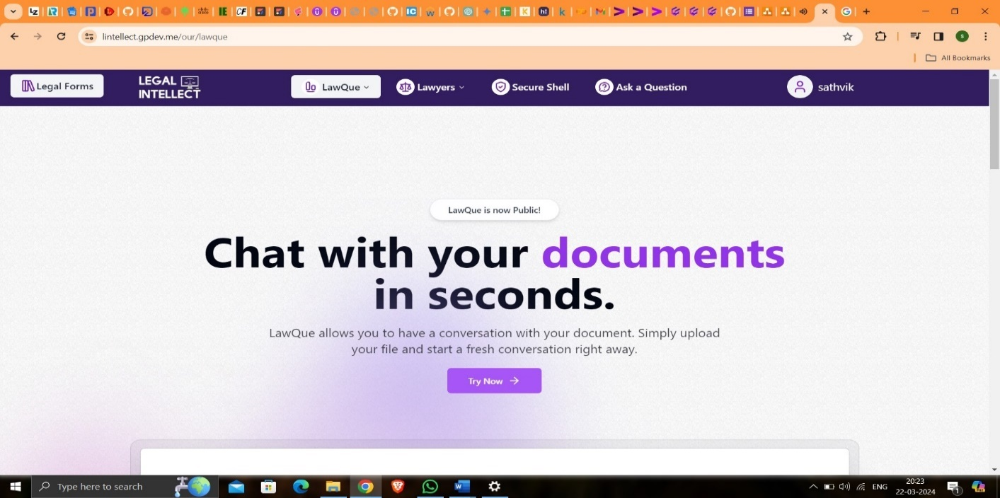 lintellect.gpdev.me/our/lawque
All Bookmarks
Legal Forms
LEGAL
INTELLECT
LawQue
Lawyers
Secure Shell
Ask a Question
sathvik
LawQue is now Public!
Chat with your documents
in seconds.
LawQue allows you to have a conversation with your document. Simply upload
your file and start a fresh conversation right away.
Try Now
Type here to search
ENG
20:23
22-03-2024